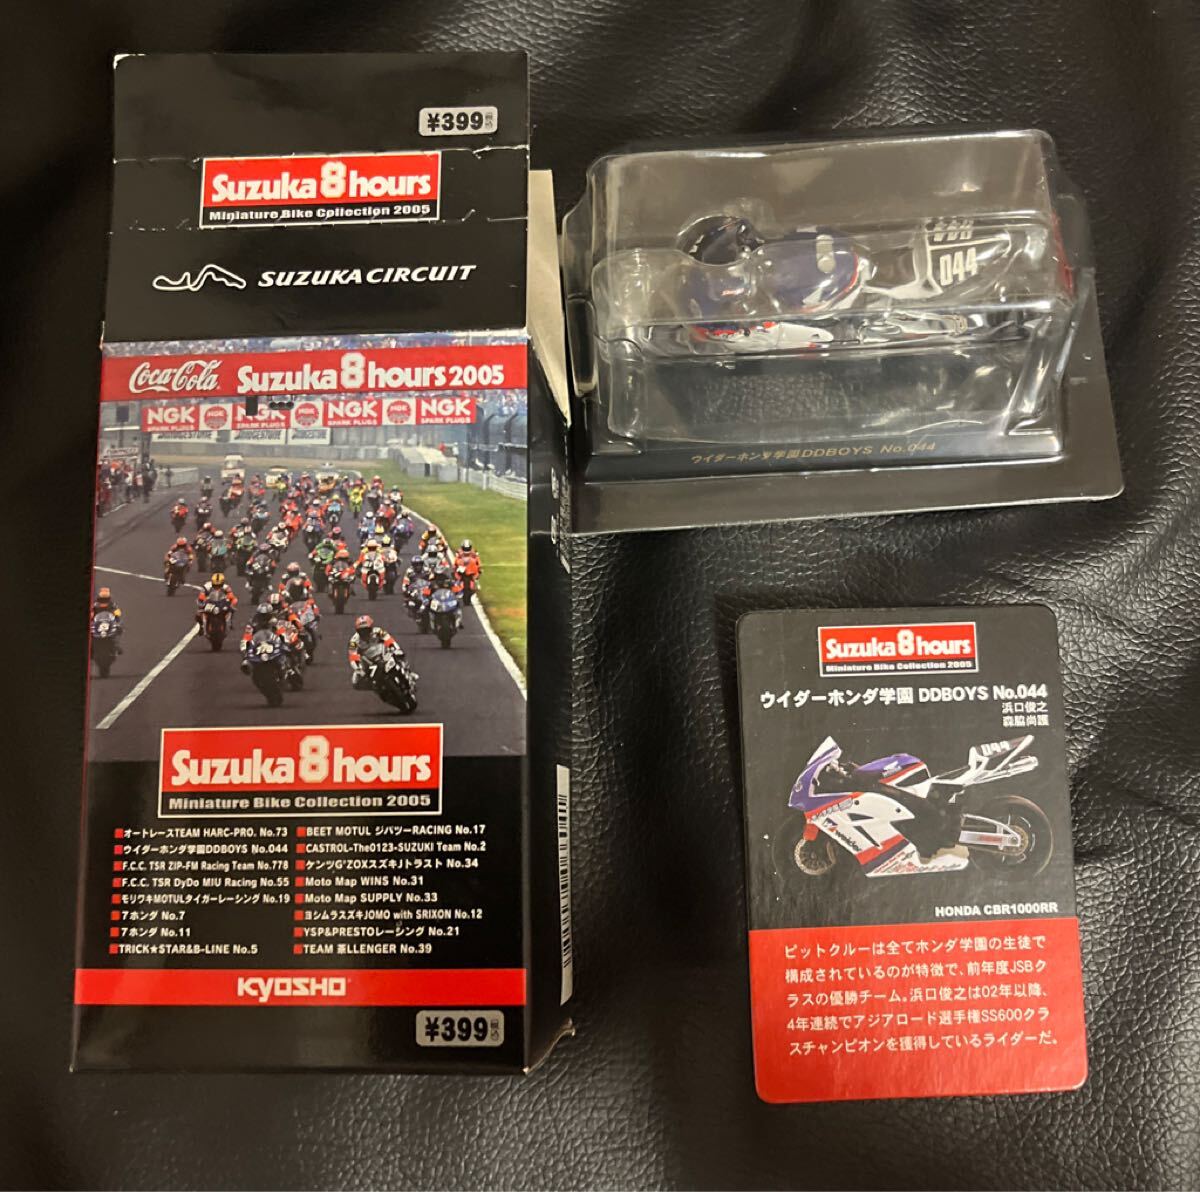 ¥399
Suzuka 8 hours
Miniature Bike Collection 2005
SUZUKA CIRCUIT
Coca-Cola Suzuka 8 hours 2005
NGK NGK NGK NGK NGK
SPARK PLUGS SPARK PLUGS SPARK PLUGS
BRIDGESTONE BRIDGESTONE
Suzuka 8 hours
Miniature Bike Collection 2005
■オートレースTEAM HARC-PRO. No.73
■ウイダーホンダ学園DDBOYS No.044
■F.C.C. TSR ZIP-FM Racing Team No.778
■F.C.C. TSR DyDo MIU Racing No.55
■モリワキMOTULタイガーレーシング No.19
■7ホンダ No.7
■7ホンダ No.11
■TRICK★STAR&B-LINE No.5
■BEET MOTUL ジパツーRACING No.17
■CASTROL-The0123-SUZUKI Team No.2
■ケンツG'ZOXスズキJトラスト No.34
■Moto Map WINS No.31
■Moto Map SUPPLY No.33
■ヨシムラスズキJOMO with SRIXON No.12
■YSP&PRESTOレーシング No.21
■TEAM 茶LLENGER No.39
KYOSHO
¥399
044
ウイダーホンダ学園DDBOYS No.044
Suzuka 8 hours
Miniature Bike Collection 2005
ウイダーホンダ学園 DDBOYS No.044
浜口俊之
森脇尚護
044
HONDA CBR1000RR
ピットクルーは全てホンダ学園の生徒で
構成されているのが特徴で、前年度JSBク
ラスの優勝チーム。浜口俊之は02年以降、
4年連続でアジアロード選手権SS600クラ
スチャンピオンを獲得しているライダーだ。